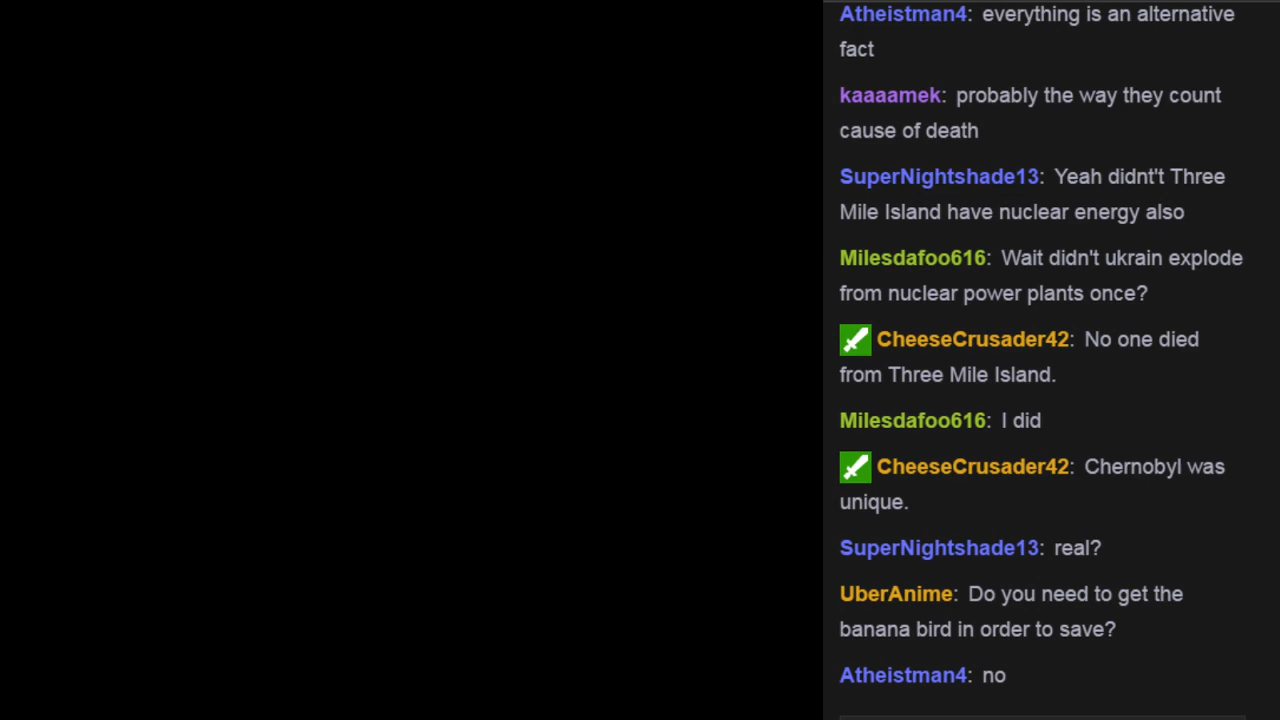 Atheistman4: everything is an alternative
fact
kaaaamek: probably the way they count
cause of death
SuperNightshade13: Yeah didnt't Three
Mile Island have nuclear energy also
Milesdafoo616: Wait didn't ukrain explode
from nuclear power plants once?
CheeseCrusader42: No one died
from Three Mile Island.
Milesdafoo616: I did
CheeseCrusader42: Chernobyl was
unique.
SuperNightshade13: real?
UberAnime: Do you need to get the
banana bird in order to save?
Atheistman4: no